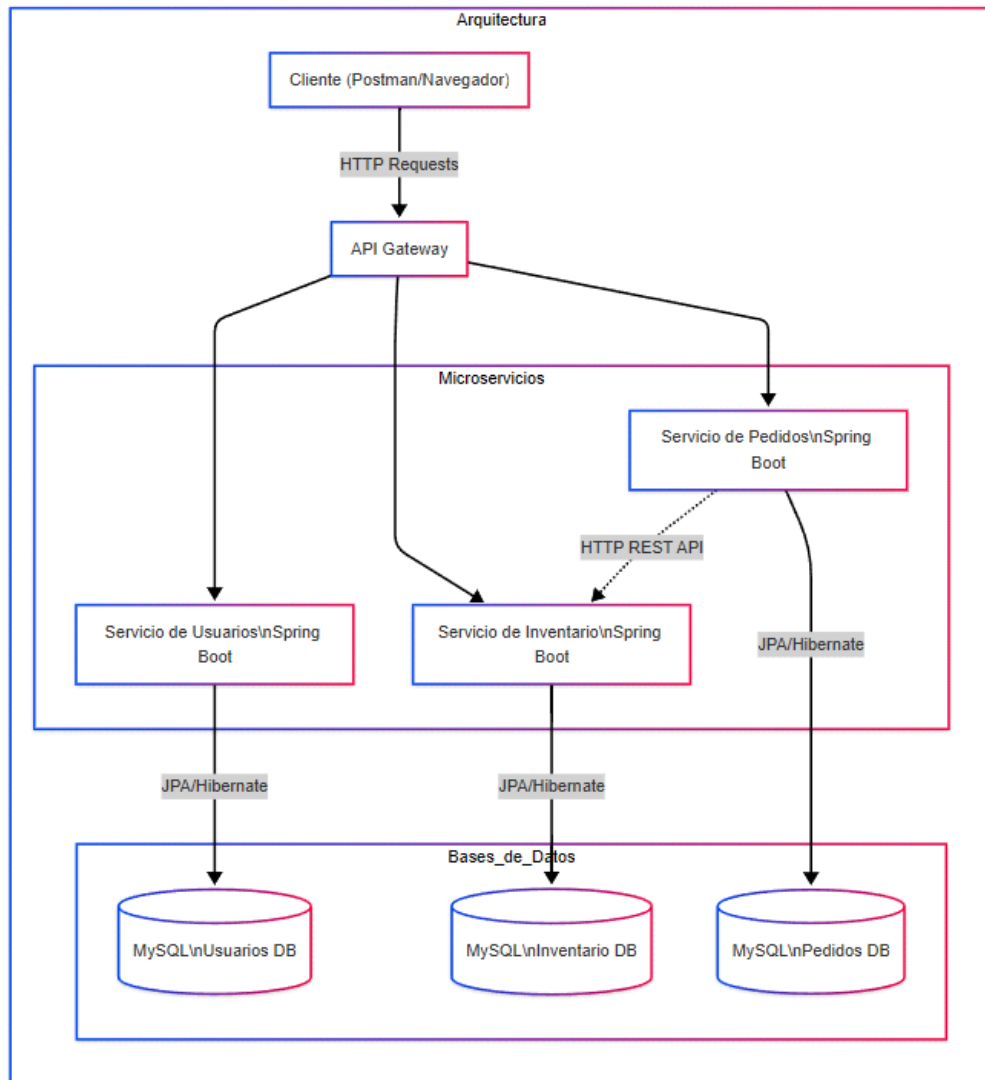 Arquitectura
Cliente (Postman/Navegador)
HTTP Requests
API Gateway
Microservicios
Servicio de Pedidos\nSpring
Boot
HTTP REST API
Servicio de Usuarios\nSpring
Boot
Servicio de Inventario\nSpring
Boot
JPA/Hibernate
JPA/Hibernate
JPA/Hibernate
Bases_de_Datos
MySQL\nUsuarios DB
MySQL\nInventario DB
MySQL\nPedidos DB